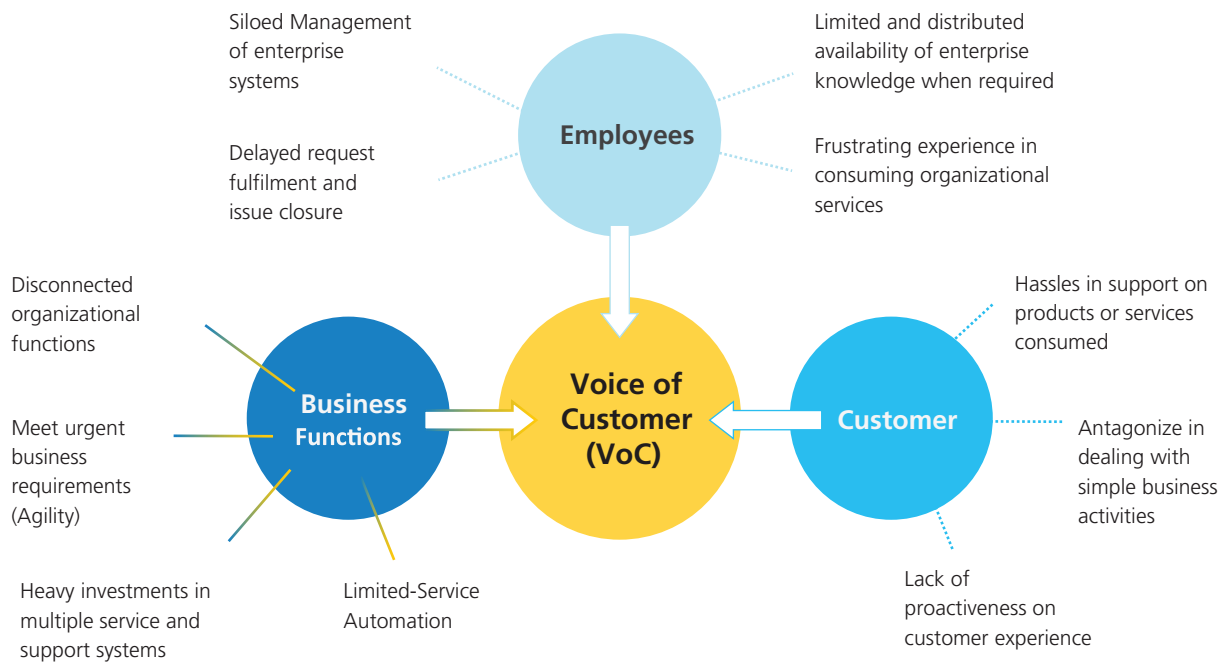 Siloed Management
of enterprise
systems
Limited and distributed
availability of enterprise
knowledge when required
Employees
Delayed request
fulfilment and
issue closure
Frustrating experience in
consuming organizational
services
Disconnected
organizational
functions
Hassles in support on
products or services
consumed
Business
Functions
Voice of
Customer
(VoC)
Customer
Meet urgent
business
requirements
(Agility)
Antagonize in
dealing with
simple business
activities
Heavy investments in
multiple service and
support systems
Limited-Service
Automation
Lack of
proactiveness on
customer experience